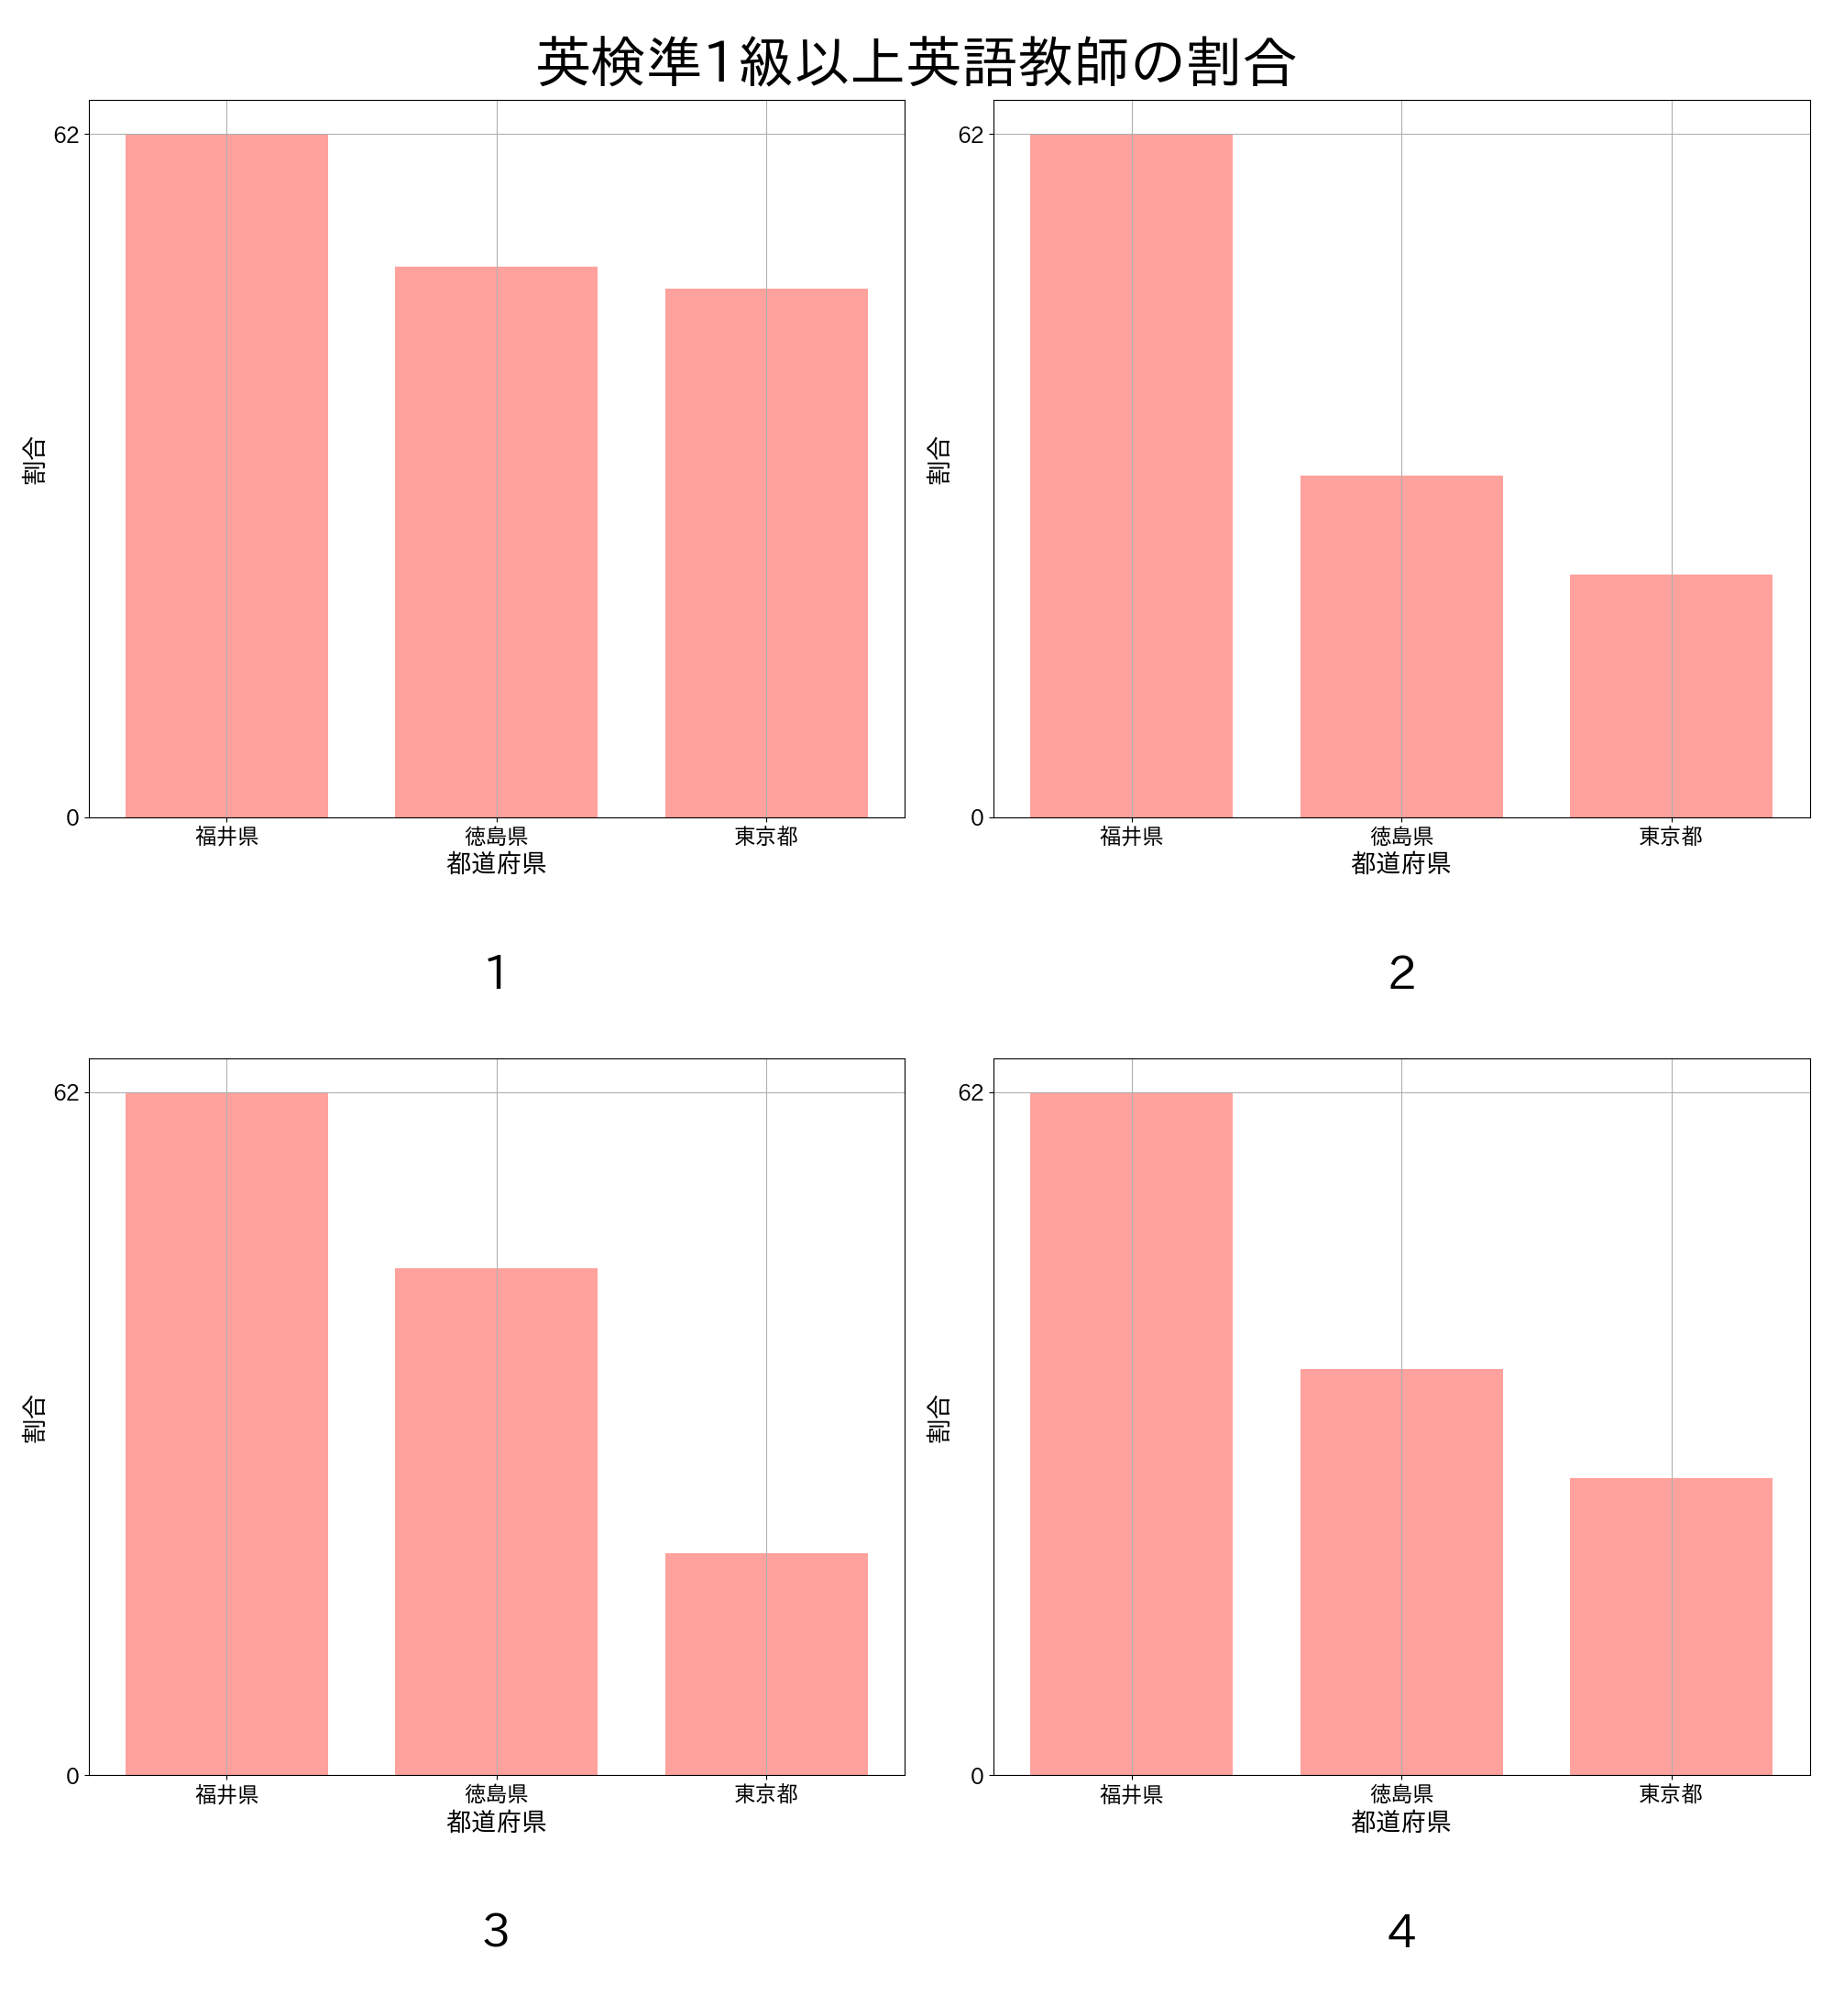 英検準1級以上英語教師の割合
62
0
割合
福井県 徳島県 東京都
都道府県
1
62
0
割合
福井県 徳島県 東京都
都道府県
2
62
0
割合
福井県 徳島県 東京都
都道府県
3
62
0
割合
福井県 徳島県 東京都
都道府県
4